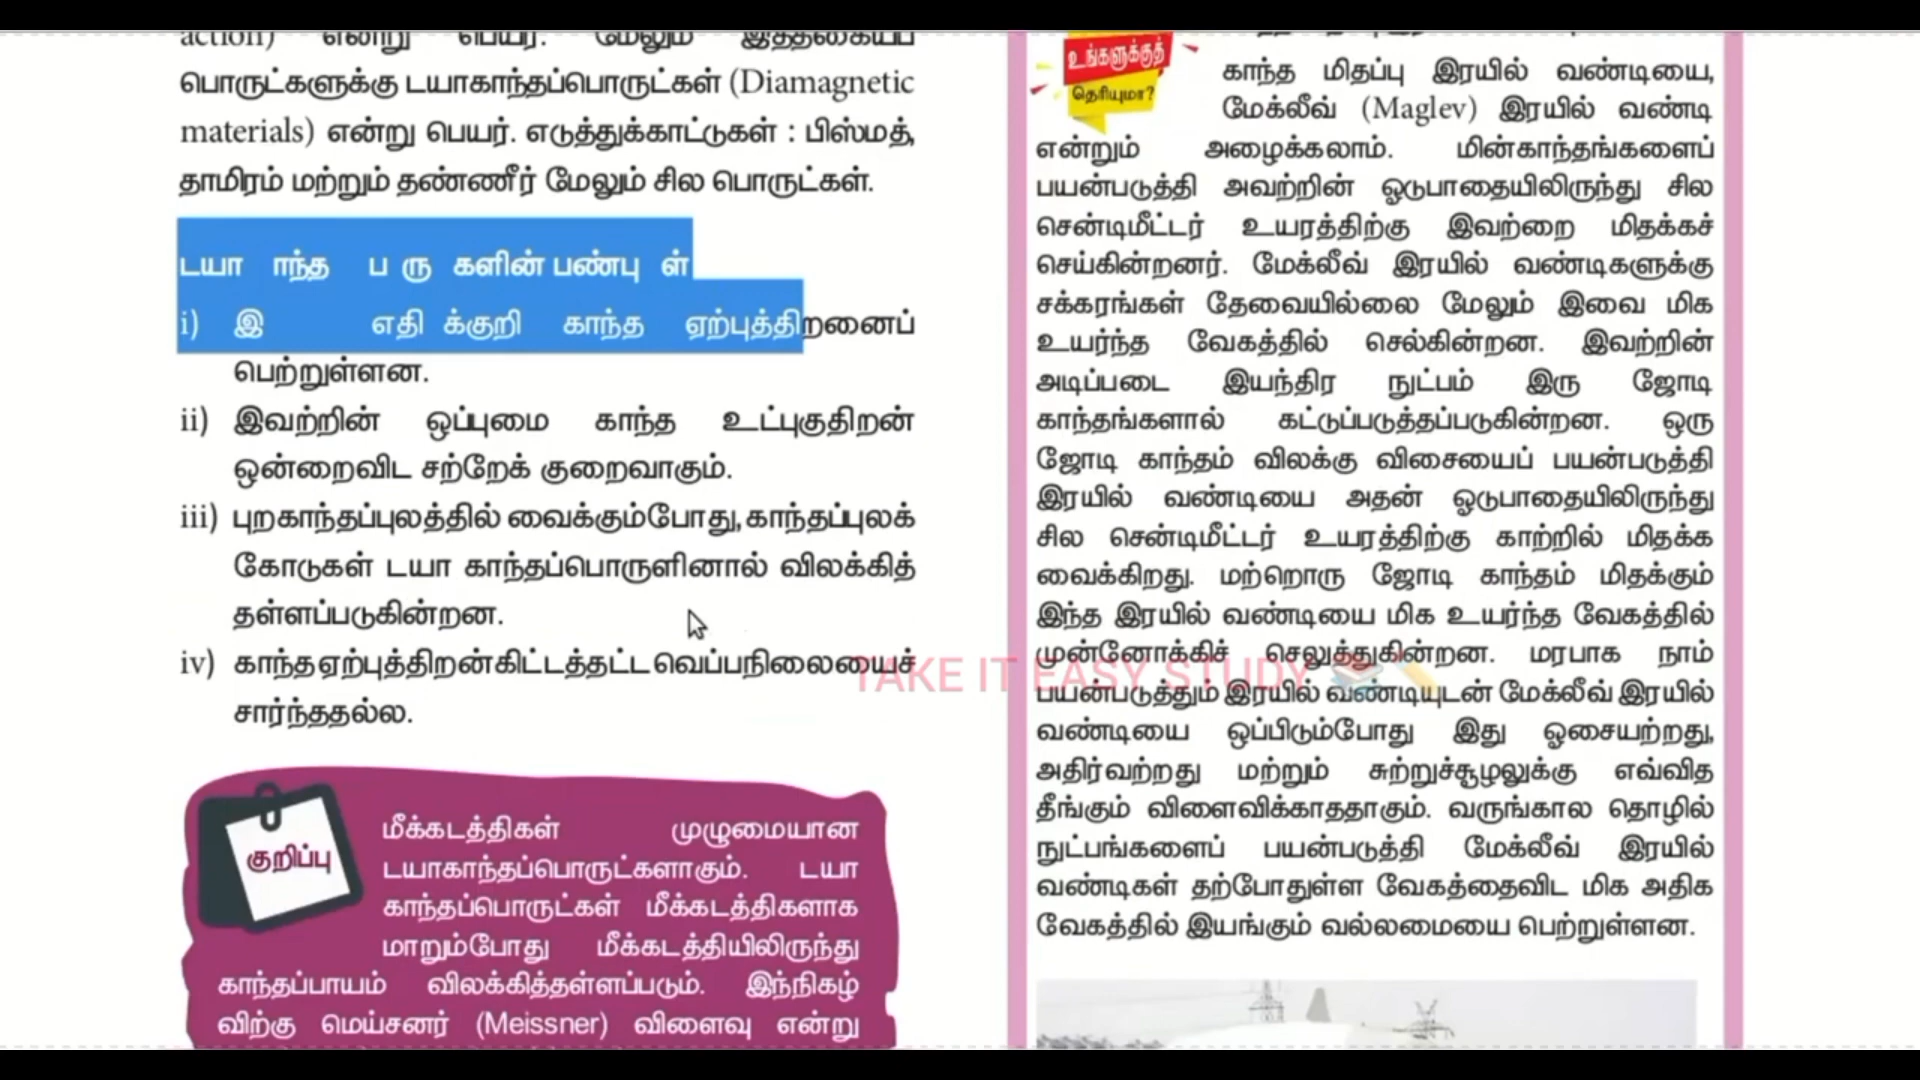 action) என்று பெயர். மேலும் இத்தகையப்
பொருட்களுக்கு டயாகாந்தப்பொருட்கள் (Diamagnetic
materials) என்று பெயர். எடுத்துக்காட்டுகள் : பிஸ்மத்,
தாமிரம் மற்றும் தண்ணீர் மேலும் சில பொருட்கள்.
டயா ாந்த ப ரு களின் பண்பு ள்
i) இ எதி க்குறி காந்த ஏற்புத்திறனைப்
பெற்றுள்ளன.
ii) இவற்றின் ஒப்புமை காந்த உட்புகுதிறன்
ஒன்றைவிட சற்றேக் குறைவாகும்.
iii) புறகாந்தப்புலத்தில் வைக்கும்போது, காந்தப்புலக்
கோடுகள் டயா காந்தப்பொருளினால் விலக்கித்
தள்ளப்படுகின்றன.
iv) காந்த ஏற்புத்திறன் கிட்டத்தட்ட வெப்பநிலையைச்
சார்ந்ததல்ல.
குறிப்பு
மீக்கடத்திகள் முழுமையான
டயாகாந்தப்பொருட்களாகும். டயா
காந்தப்பொருட்கள் மீக்கடத்திகளாக
மாறும்போது மீக்கடத்தியிலிருந்து
காந்தப்பாயம் விலக்கித்தள்ளப்படும். இந்நிகழ்
விற்கு மெய்சனர் (Meissner) விளைவு என்று
உங்களுக்குத்
தெரியுமா?
காந்த மிதப்பு இரயில் வண்டியை,
மேக்லீவ் (Maglev) இரயில் வண்டி
என்றும் அழைக்கலாம். மின்காந்தங்களைப்
பயன்படுத்தி அவற்றின் ஓடுபாதையிலிருந்து சில
சென்டிமீட்டர் உயரத்திற்கு இவற்றை மிதக்கச்
செய்கின்றனர். மேக்லீவ் இரயில் வண்டிகளுக்கு
சக்கரங்கள் தேவையில்லை மேலும் இவை மிக
உயர்ந்த வேகத்தில் செல்கின்றன. இவற்றின்
அடிப்படை இயந்திர நுட்பம் இரு ஜோடி
காந்தங்களால் கட்டுப்படுத்தப்படுகின்றன. ஒரு
ஜோடி காந்தம் விலக்கு விசையைப் பயன்படுத்தி
இரயில் வண்டியை அதன் ஓடுபாதையிலிருந்து
சில சென்டிமீட்டர் உயரத்திற்கு காற்றில் மிதக்க
வைக்கிறது. மற்றொரு ஜோடி காந்தம் மிதக்கும்
இந்த இரயில் வண்டியை மிக உயர்ந்த வேகத்தில்
முன்னோக்கிச் செலுத்துகின்றன. மரபாக நாம்
பயன்படுத்தும் இரயில் வண்டியுடன் மேக்லீவ் இரயில்
வண்டியை ஒப்பிடும்போது இது ஓசையற்றது,
அதிர்வற்றது மற்றும் சுற்றுச்சூழலுக்கு எவ்வித
தீங்கும் விளைவிக்காததாகும். வருங்கால தொழில்
நுட்பங்களைப் பயன்படுத்தி மேக்லீவ் இரயில்
வண்டிகள் தற்போதுள்ள வேகத்தைவிட மிக அதிக
வேகத்தில் இயங்கும் வல்லமையை பெற்றுள்ளன.
TAKE IT EASY STUDY